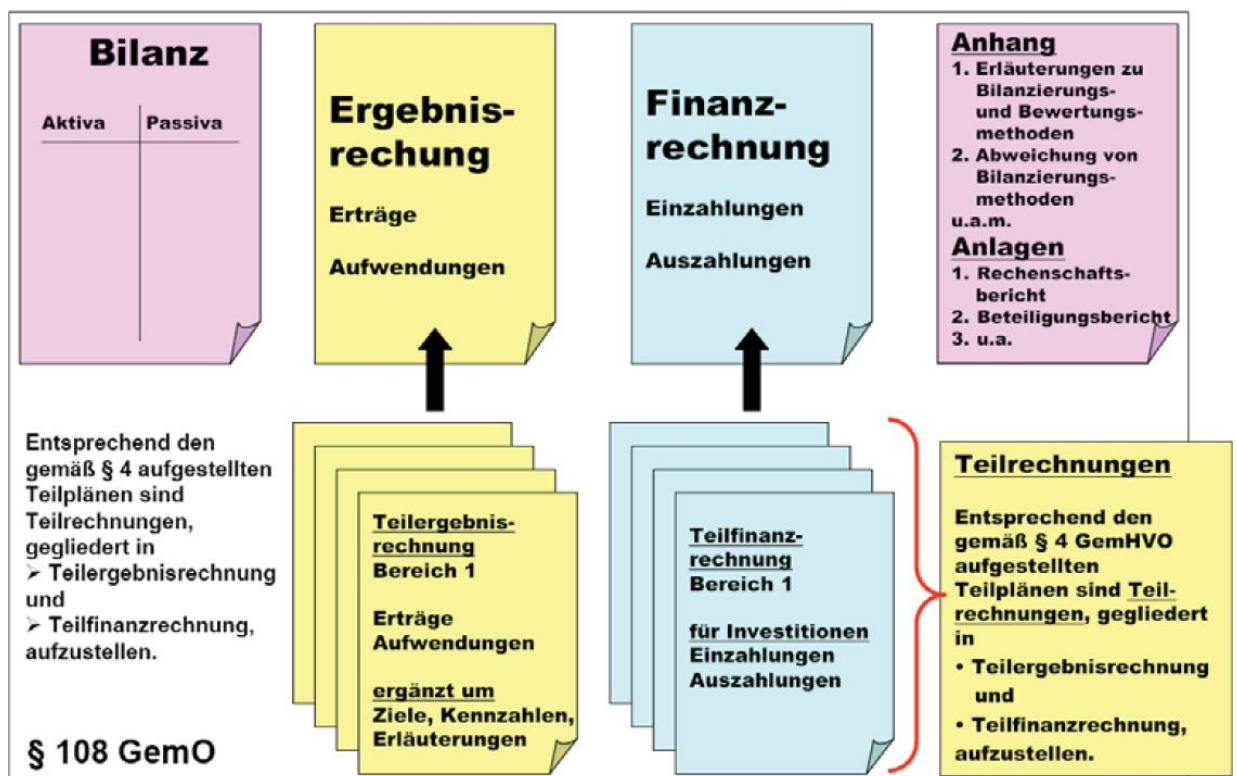 Bilanz
Aktiva Passiva
Ergebnis-
rechung
Erträge
Aufwendungen
Finanz-
rechnung
Einzahlungen
Auszahlungen
Anhang
1. Erläuterungen zu
Bilanzierungs-
und Bewertungs-
methoden
2. Abweichung von
Bilanzierungs-
methoden
u.a.m.
Anlagen
1. Rechenschafts-
bericht
2. Beteiligungsbericht
3. u.a.
Entsprechend den
gemäß § 4 aufgestellten
Teilplänen sind
Teilrechnungen,
gegliedert in
➢ Teilergebnisrechnung
und
➢ Teilfinanzrechnung,
aufzustellen.
§ 108 GemO
Teilergebnis-
rechnung
Bereich 1
Erträge
Aufwendungen
ergänzt um
Ziele, Kennzahlen,
Erläuterungen
Teilfinanz-
rechnung
Bereich 1
für Investitionen
Einzahlungen
Auszahlungen
Teilrechnungen
Entsprechend den
gemäß § 4 GemHVO
aufgestellten
Teilplänen sind Teil-
rechnungen, gegliedert
in
• Teilergebnisrechnung
und
• Teilfinanzrechnung,
aufzustellen.